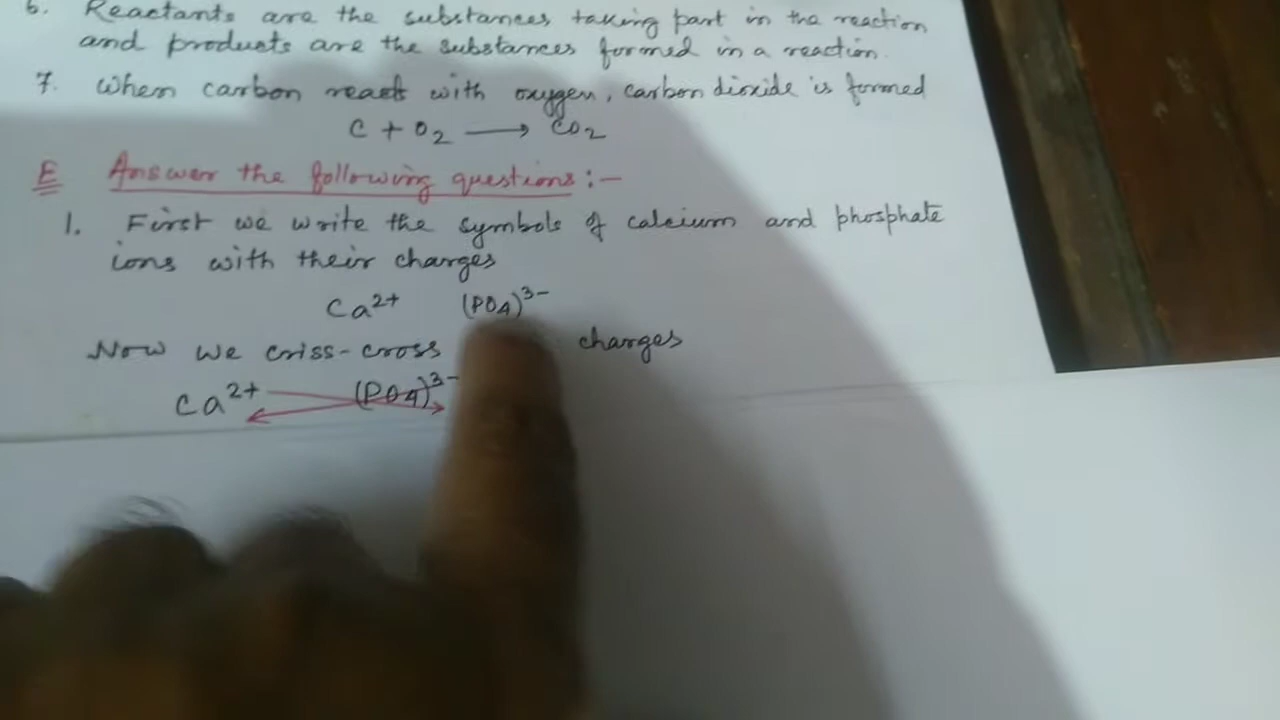 6. Reactants are the substances taking part in the reaction
and products are the substances formed in a reaction.
7. When carbon react with oxygen, carbon dioxide is formed
C + O₂ ⟶ CO₂
E Answer the following questions :-
1. First we write the symbols of calcium and phosphate
ions with their charges
Ca²⁺ (PO₄)³⁻
Now we criss-cross charges
Ca²⁺ (PO₄)³⁻